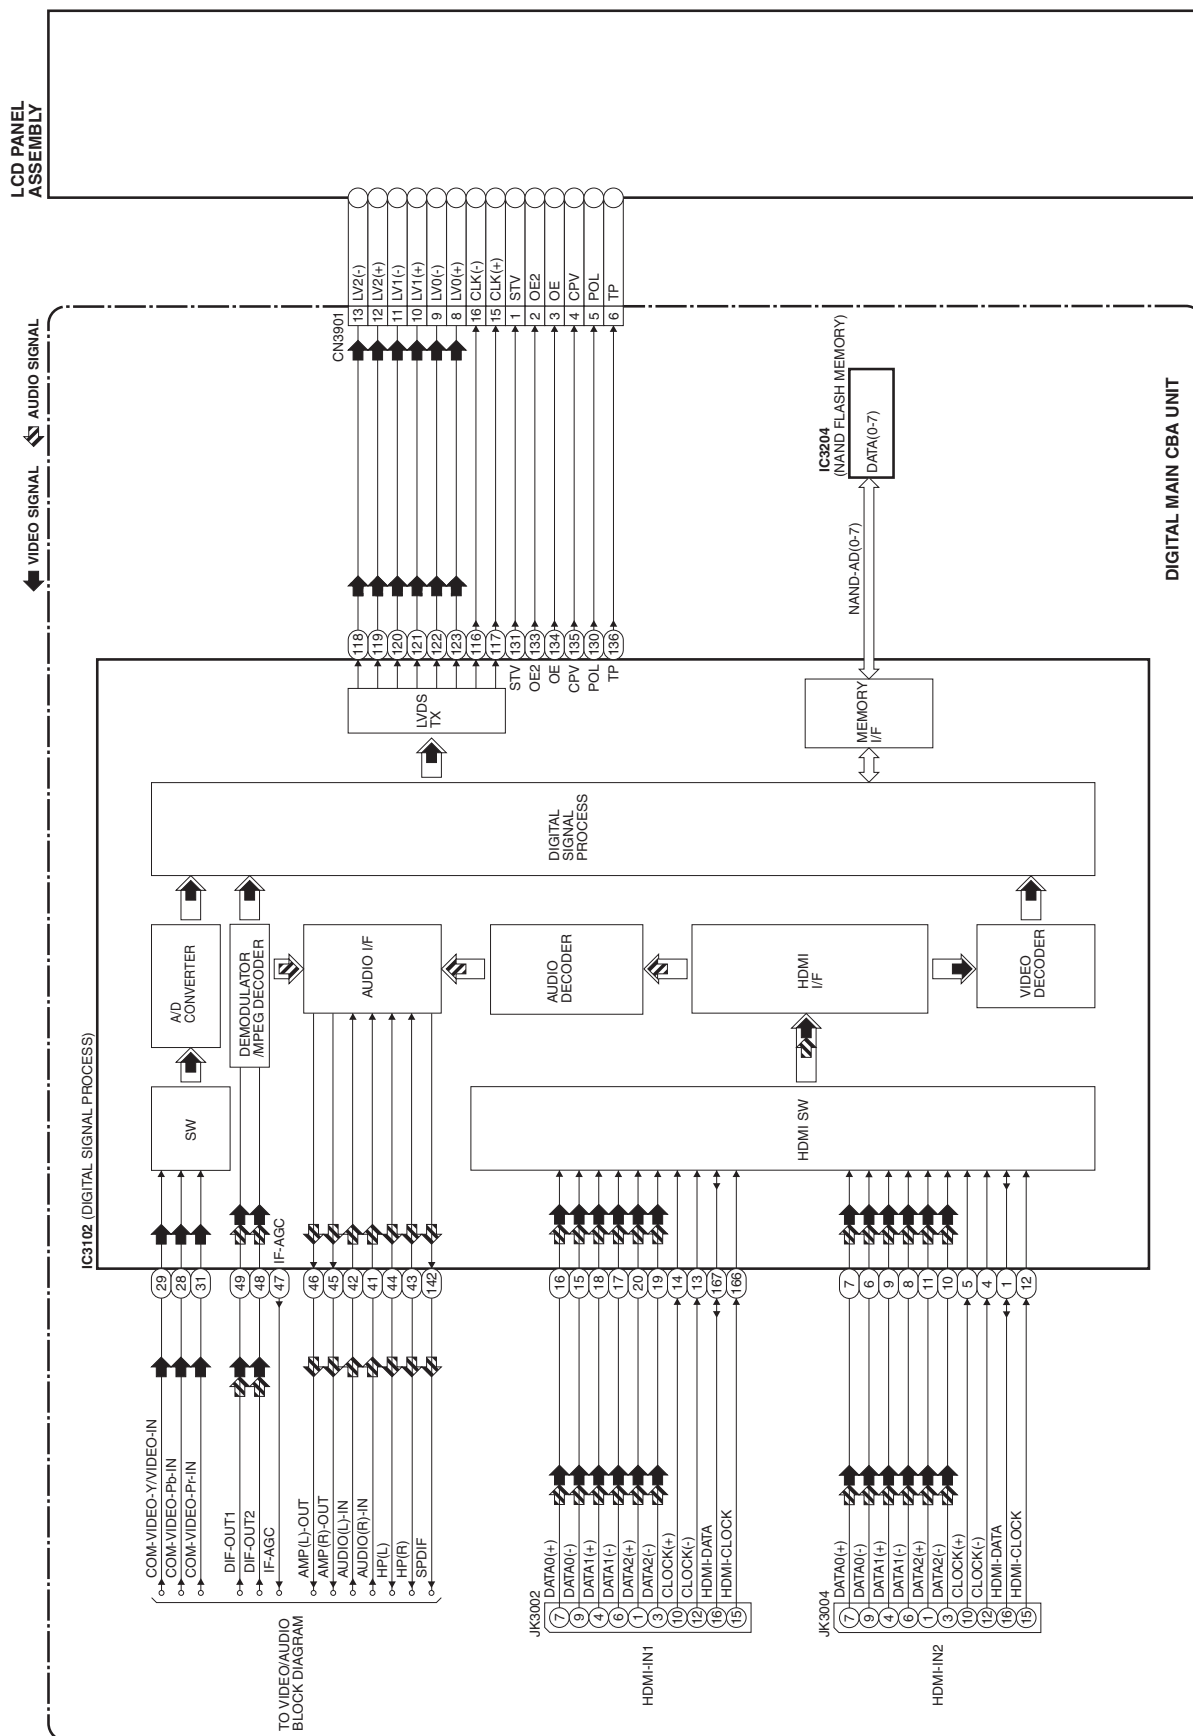 VIDEO SIGNAL
AUDIO SIGNAL
LCD PANEL
ASSEMBLY
DIGITAL MAIN CBA UNIT
IC3102 (DIGITAL SIGNAL PROCESS)
TO VIDEO/AUDIO
BLOCK DIAGRAM
COM-VIDEO-Y/VIDEO-IN
29
COM-VIDEO-Pb-IN
28
COM-VIDEO-Pr-IN
31
DIF-OUT1
49
DIF-OUT2
48
IF-AGC
47
IF-AGC
AMP(L)-OUT
46
AMP(R)-OUT
45
AUDIO(L)-IN
42
AUDIO(R)-IN
41
HP(L)
44
HP(R)
43
SPDIF
142
SW
A/D
CONVERTER
DEMODULATOR
/MPEG DECODER
AUDIO I/F
AUDIO
DECODER
HDMI
I/F
VIDEO
DECODER
HDMI SW
DIGITAL
SIGNAL
PROCESS
LVDS
TX
MEMORY
I/F
NAND-AD(0-7)
IC3204
(NAND FLASH MEMORY)
DATA(0-7)
CN3901
118
13 LV2(-)
119
12 LV2(+)
120
11 LV1(-)
121
10 LV1(+)
122
9 LV0(-)
123
8 LV0(+)
116
16 CLK(-)
117
15 CLK(+)
STV 131
1 STV
OE2 133
2 OE2
OE 134
3 OE
CPV 135
4 CPV
POL 130
5 POL
TP 136
6 TP
HDMI-IN1
JK3002
7 DATA0(+) 16
9 DATA0(-) 15
4 DATA1(+) 18
6 DATA1(-) 17
1 DATA2(+) 20
3 DATA2(-) 19
10 CLOCK(+) 14
12 CLOCK(-) 13
16 HDMI-DATA 167
15 HDMI-CLOCK 166
HDMI-IN2
JK3004
7 DATA0(+) 7
9 DATA0(-) 6
4 DATA1(+) 9
6 DATA1(-) 8
1 DATA2(+) 11
3 DATA2(-) 10
10 CLOCK(+) 5
12 CLOCK(-) 4
16 HDMI-DATA 1
15 HDMI-CLOCK 12